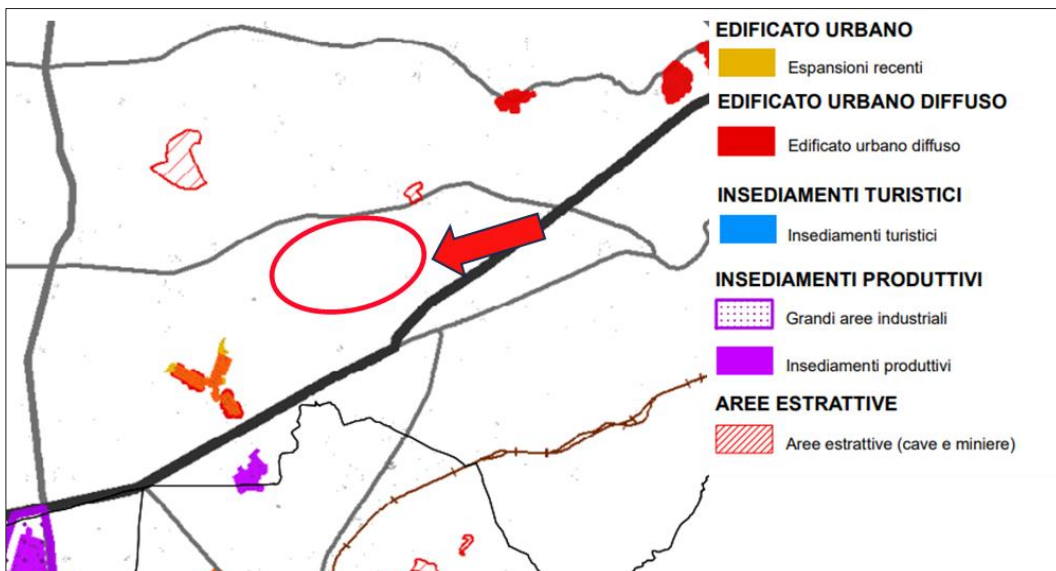 EDIFICATO URBANO
Espansioni recenti
EDIFICATO URBANO DIFFUSO
Edificato urbano diffuso
INSEDIAMENTI TURISTICI
Insediamenti turistici
INSEDIAMENTI PRODUTTIVI
Grandi aree industriali
Insediamenti produttivi
AREE ESTRATTIVE
Aree estrattive (cave e miniere)